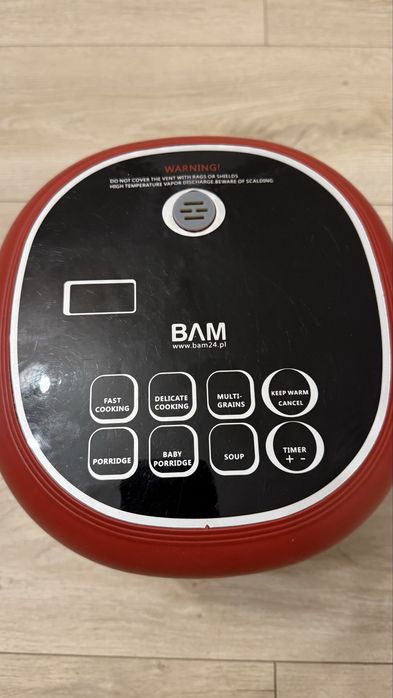 WARNING!
DO NOT COVER THE VENT WITH RAGS OR SHIELDS
HIGH TEMPERATURE VAPOR DISCHARGE BEWARE OF SCALDING
BAM
www.bam24.pl
FAST
COOKING
DELICATE
COOKING
MULTI-
GRAINS
KEEP WARM
CANCEL
PORRIDGE
BABY
PORRIDGE
SOUP
TIMER
+ -